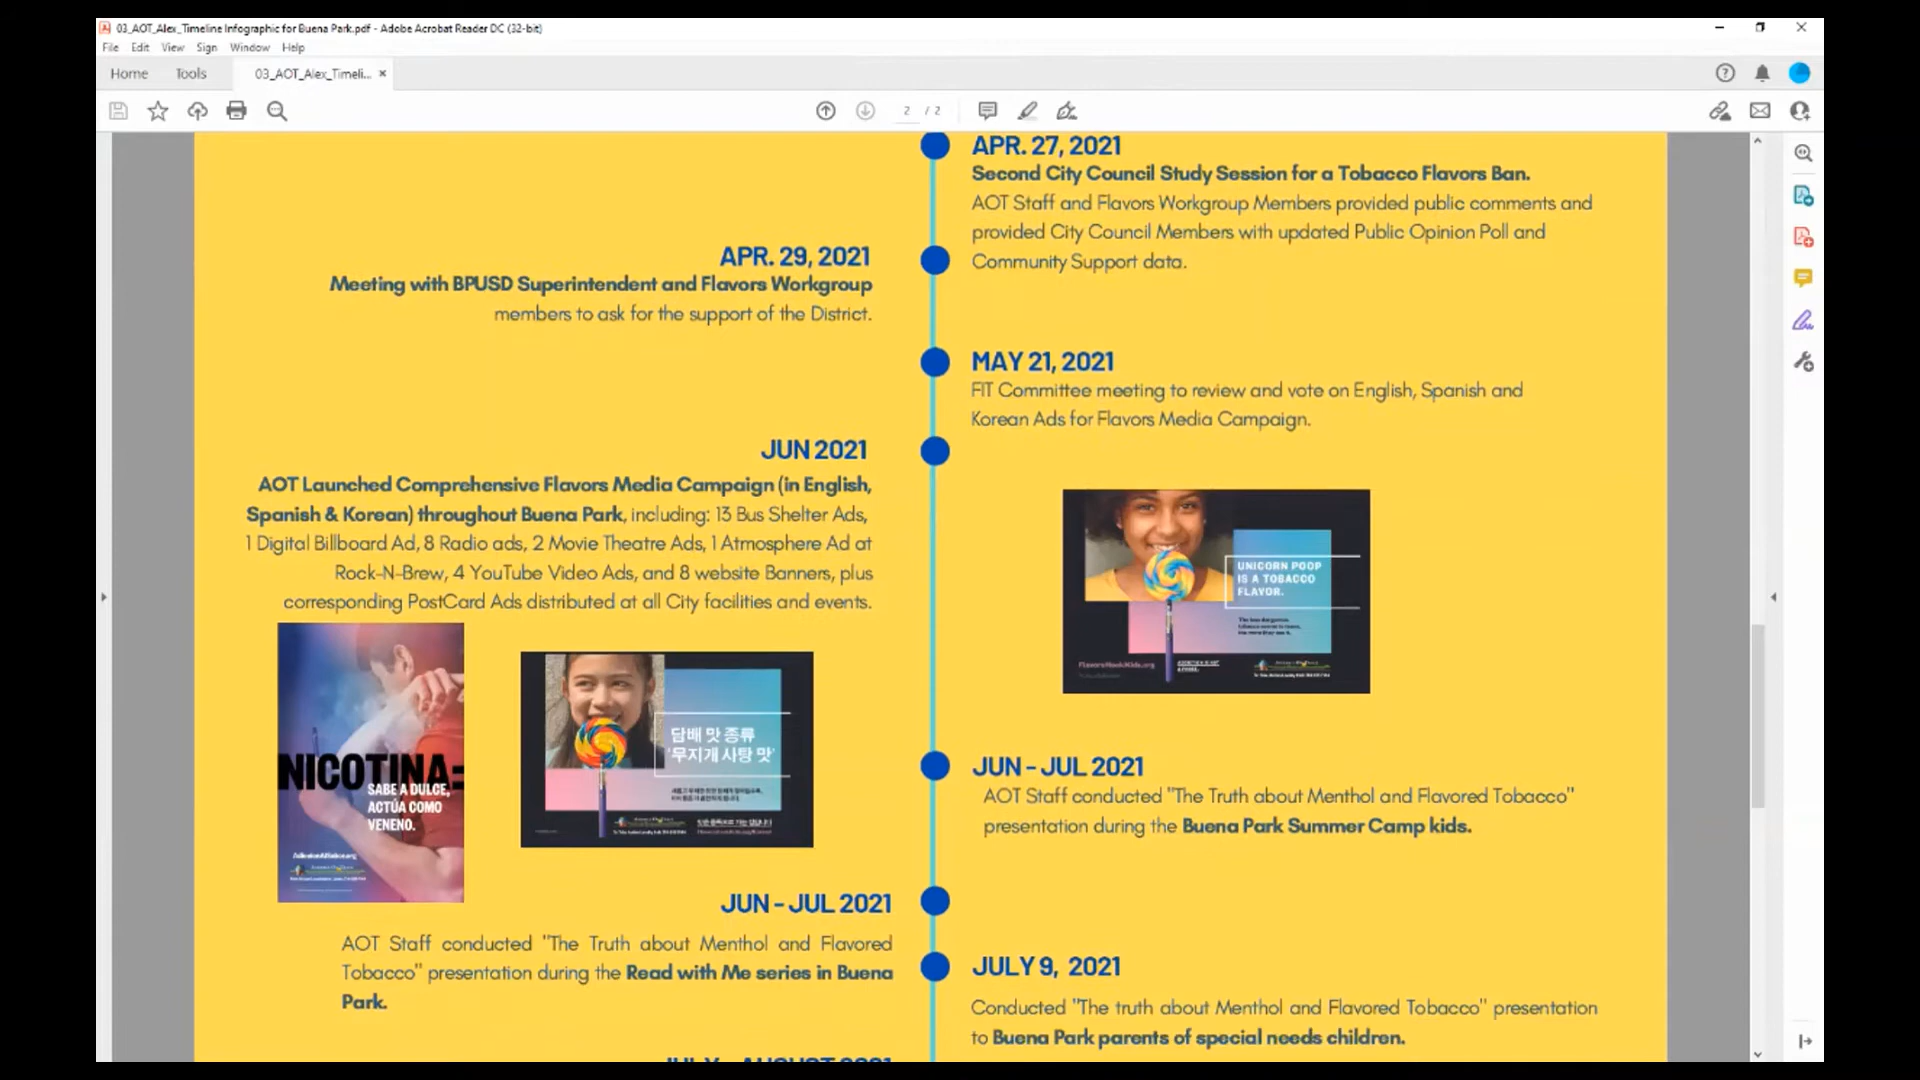 03_AOT_Alex_Timeline Infographic for Buena Park.pdf - Adobe Acrobat Reader DC (32-bit)
File Edit View Sign Window Help
Home Tools 03_AOT_Alex_Timeli...
2 / 2
APR. 27, 2021
Second City Council Study Session for a Tobacco Flavors Ban.
AOT Staff and Flavors Workgroup Members provided public comments and
provided City Council Members with updated Public Opinion Poll and
Community Support data.
APR. 29, 2021
Meeting with BPUSD Superintendent and Flavors Workgroup
members to ask for the support of the District.
MAY 21, 2021
FIT Committee meeting to review and vote on English, Spanish and
Korean Ads for Flavors Media Campaign.
JUN 2021
AOT Launched Comprehensive Flavors Media Campaign (in English,
Spanish & Korean) throughout Buena Park, including: 13 Bus Shelter Ads,
1 Digital Billboard Ad, 8 Radio ads, 2 Movie Theatre Ads, 1 Atmosphere Ad at
Rock-N-Brew, 4 YouTube Video Ads, and 8 website Banners, plus
corresponding PostCard Ads distributed at all City facilities and events.
UNICORN POOP
IS A TOBACCO
FLAVOR.
FlavorsHookKids.org
NICOTINA:
SABE A DULCE,
ACTÚA COMO
VENENO.
담배 맛 종류
'무지개 사탕 맛'
JUN - JUL 2021
AOT Staff conducted "The Truth about Menthol and Flavored Tobacco"
presentation during the Buena Park Summer Camp kids.
JUN - JUL 2021
AOT Staff conducted "The Truth about Menthol and Flavored
Tobacco" presentation during the Read with Me series in Buena
Park.
JULY 9, 2021
Conducted "The truth about Menthol and Flavored Tobacco" presentation
to Buena Park parents of special needs children.
JULY - AUGUST 2021